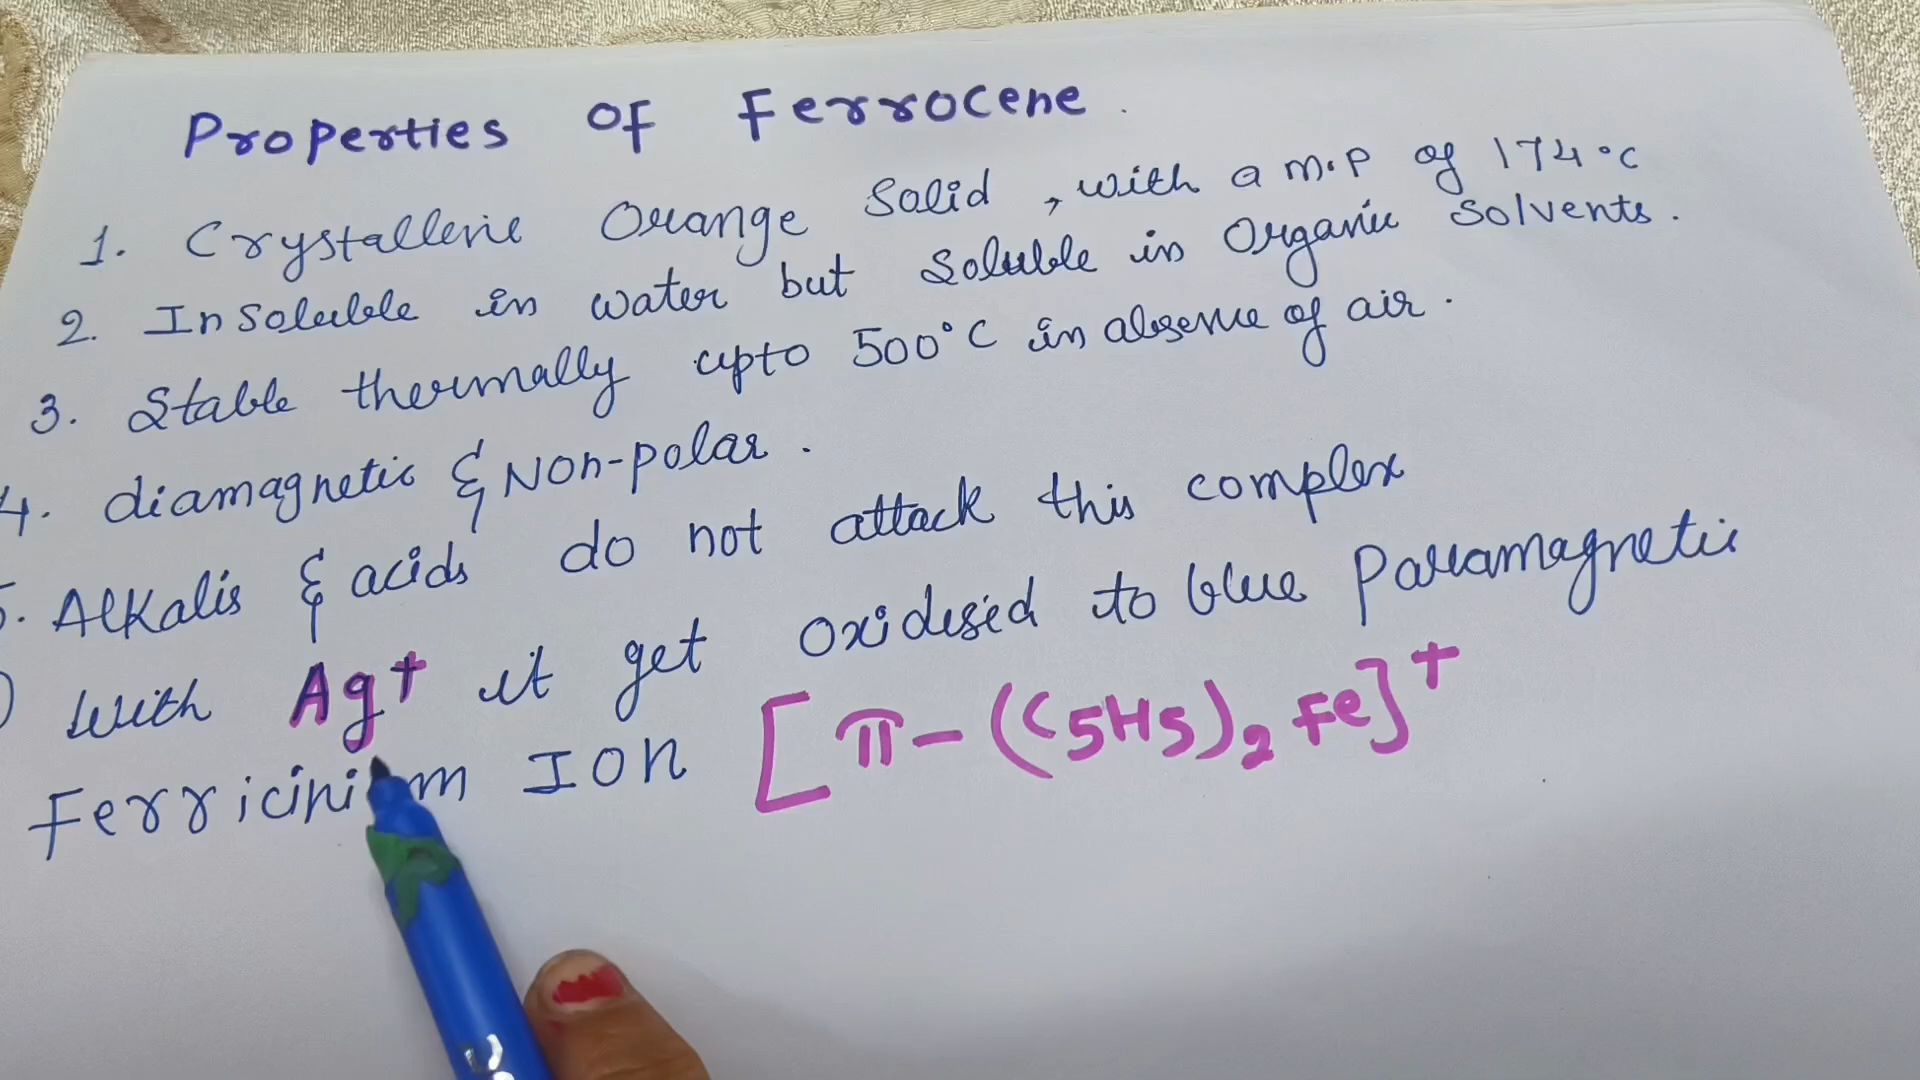 Properties of Ferrocene.
1. Crystalline Orange Solid, with a m.p of 174°C
2. Insoluble in water but soluble in Organic solvents.
3. Stable thermally upto 500°C in absence of air.
4. diamagnetic & Non-polar.
5. Alkalis & acids do not attack this complex
with Ag+ it get oxidised to blue Paramagnetic
Ferricinium ION [π-(C5H5)2 Fe]+